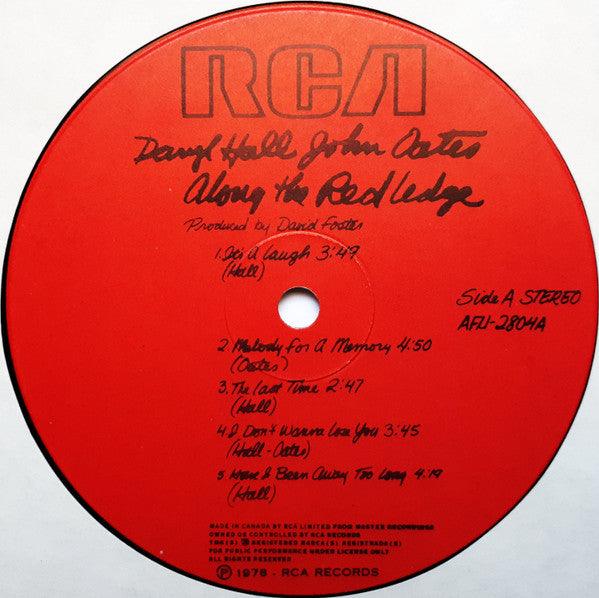 RCA
Daryl Hall John Oates
Along the Red Ledge
Produced by David Foster
1. It's A Laugh 3:49
(Hall)
Side A STEREO
AFL1-2804A
2. Melody for A Memory 4:50
(Oates)
3. The Last Time 2:47
(Hall)
4. I Don't Wanna Lose You 3:45
(Hall-Oates)
5. Have I Been Away Too Long 4:19
(Hall)
MADE IN CANADA BY RCA LIMITED FROM MASTER RECORDINGS
OWNED OR CONTROLLED BY RCA RECORDS
TMK(S) ® REGISTERED MARCA(S) REGISTRADA(S)
FOR PUBLIC PERFORMANCE UNDER LICENSE ONLY
ALL RIGHTS RESERVED
℗ 1978 - RCA RECORDS